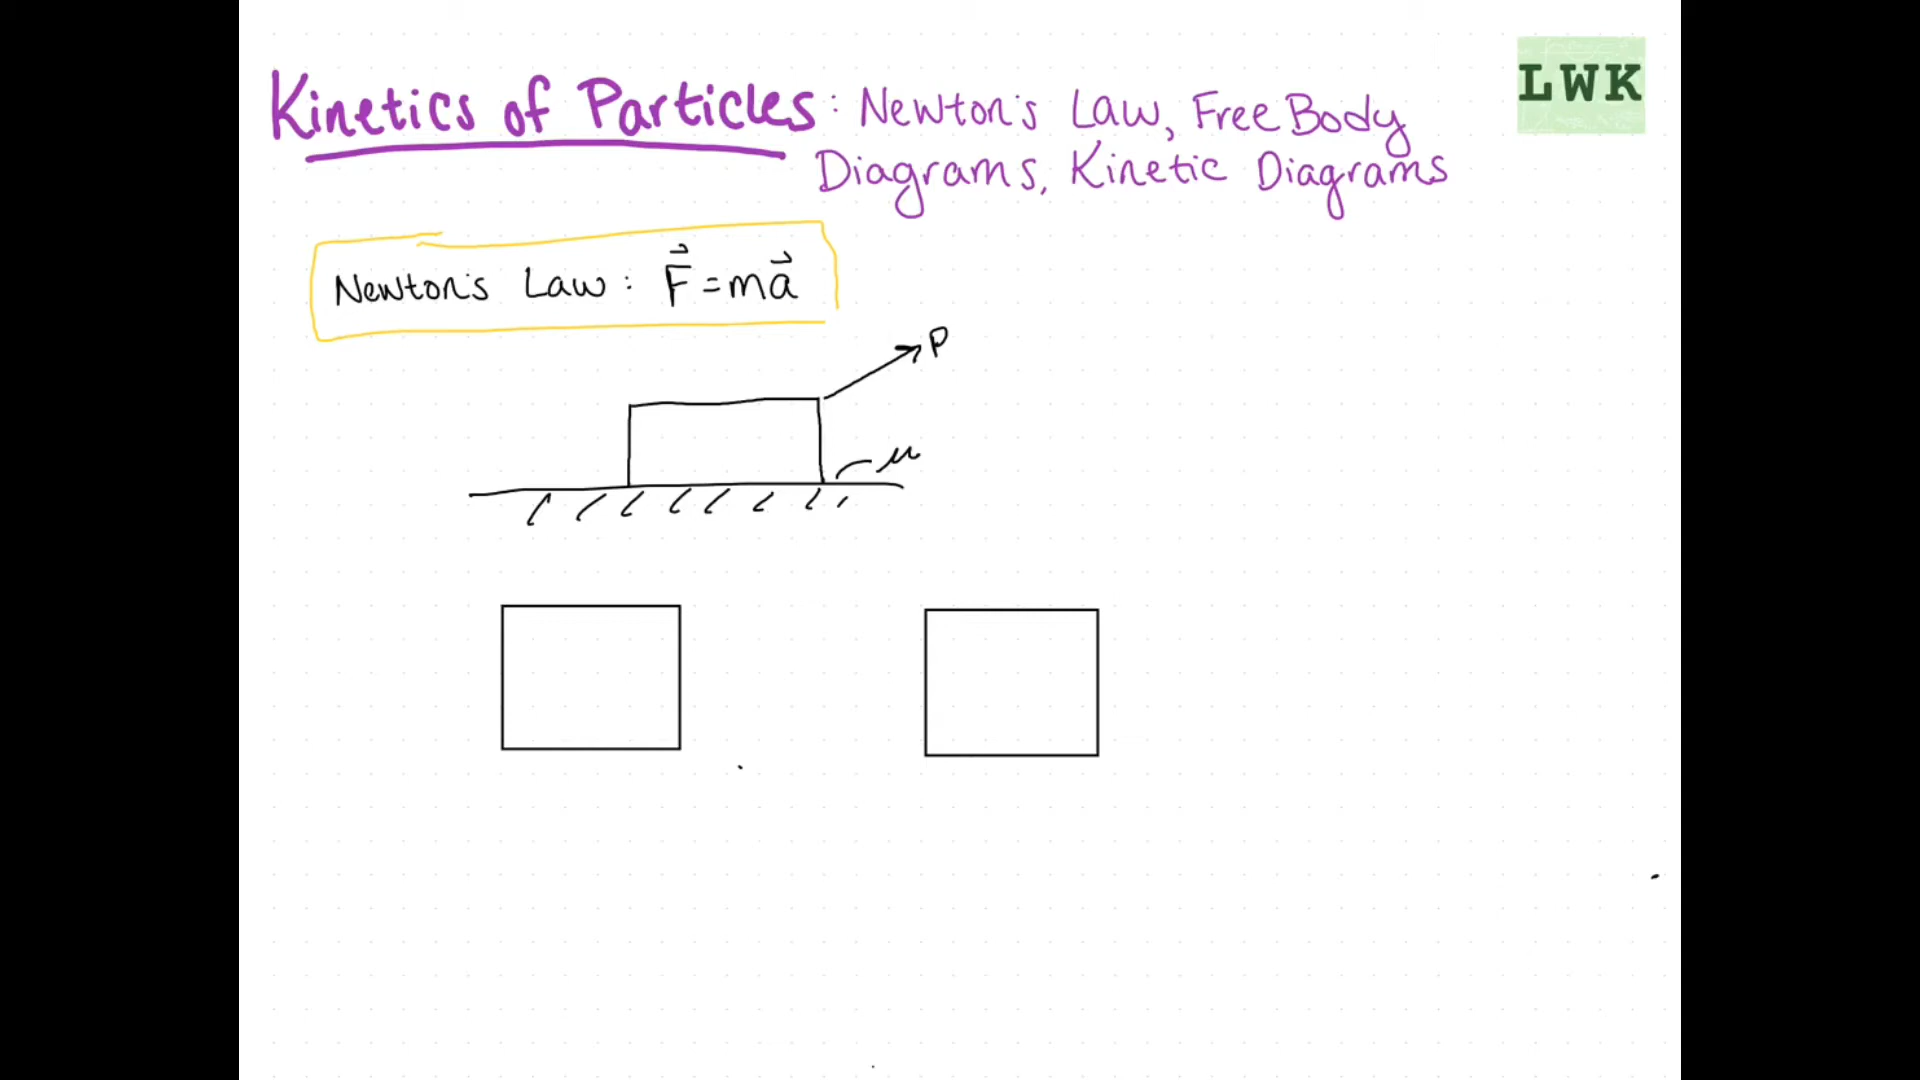 Kinetics of Particles: Newton's Law, Free Body
Diagrams, Kinetic Diagrams
LWK
Newton's Law: F⃗ = ma⃗
P
μ